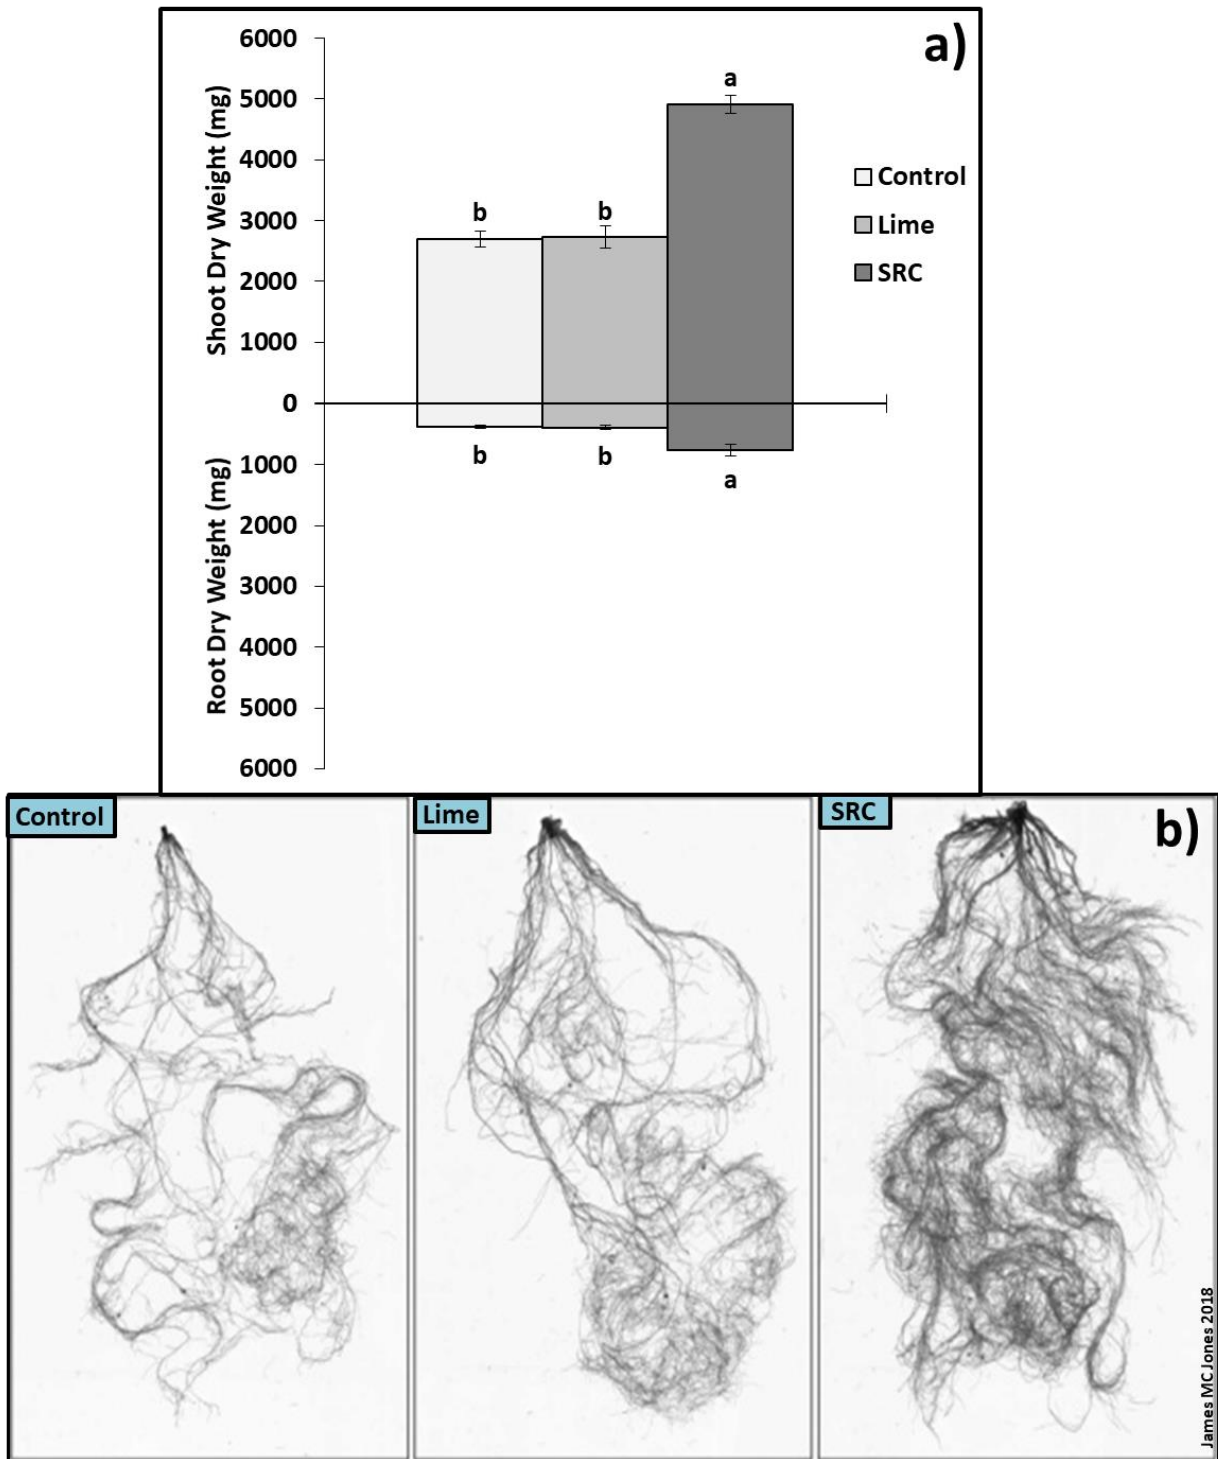 a)
Shoot Dry Weight (mg)
6000
5000
4000
3000
2000
1000
0
1000
2000
3000
4000
5000
6000
Root Dry Weight (mg)
b
b
a
b
b
a
Control
Lime
SRC
Control
Lime
SRC
b)
James MC Jones 2018